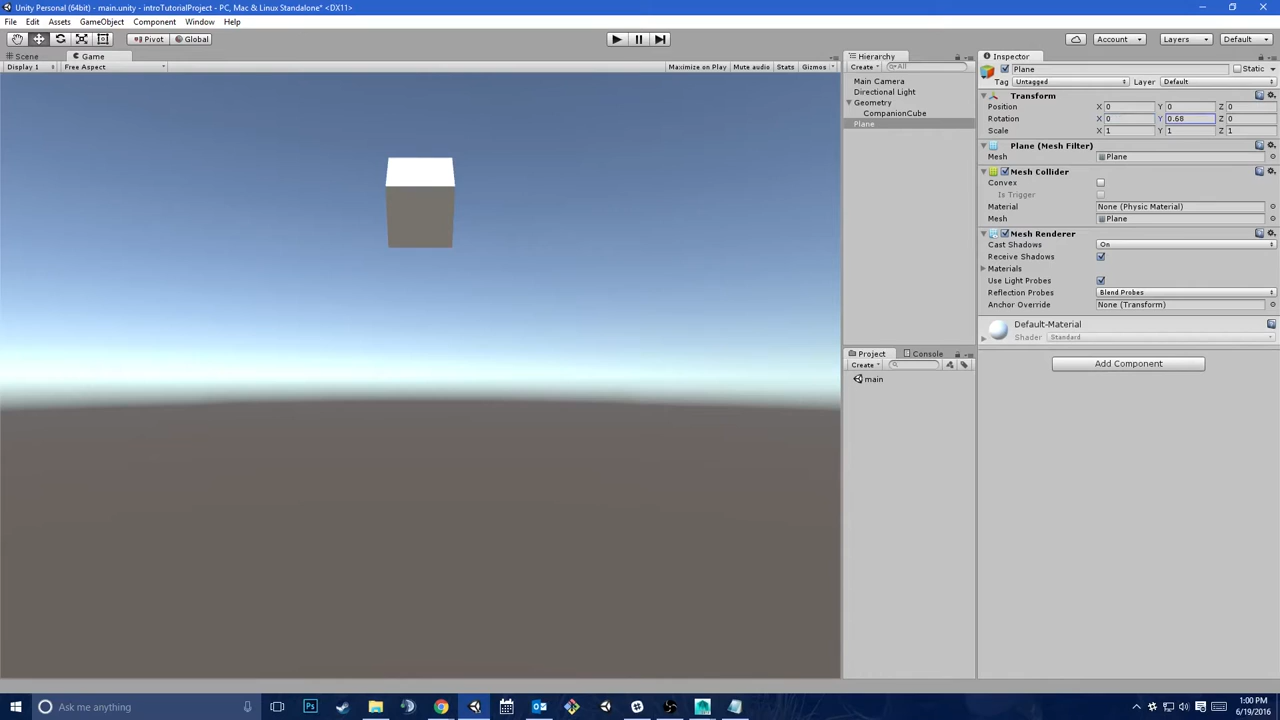 Unity Personal (64bit) - main.unity - introTutorialProject - PC, Mac & Linux Standalone* <DX11>
File Edit Assets GameObject Component Window Help
Pivot Global Account Layers Default
Scene Game
Display 1 Free Aspect Maximize on Play Mute audio Stats Gizmos
Hierarchy
Create All
Main Camera
Directional Light
Geometry
CompanionCube
Plane
Project Console
Create
main
Inspector
Plane Static
Tag Untagged Layer Default
Transform
Position X 0 Y 0 Z 0
Rotation X 0 Y 0.68 Z 0
Scale X 1 Y 1 Z 1
Plane (Mesh Filter)
Mesh Plane
Mesh Collider
Convex
Is Trigger
Material None (Physic Material)
Mesh Plane
Mesh Renderer
Cast Shadows On
Receive Shadows
Materials
Use Light Probes
Reflection Probes Blend Probes
Anchor Override None (Transform)
Default-Material
Shader Standard
Add Component
Ask me anything
Ps
1:00 PM
6/19/2016